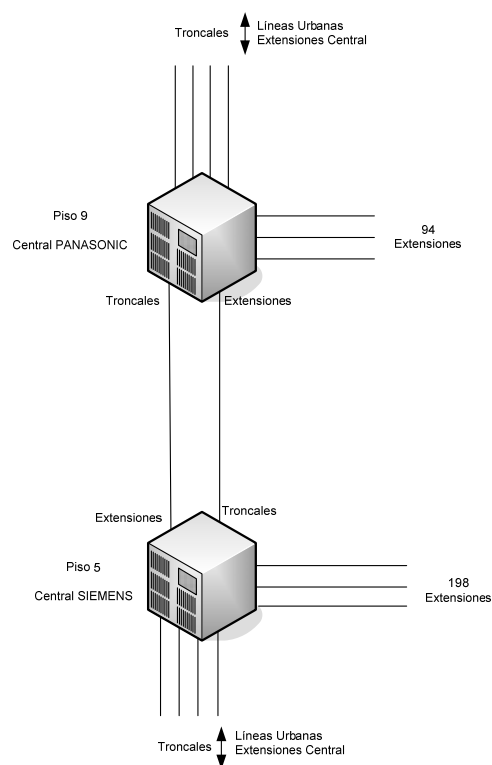 Troncales
Líneas Urbanas
Extensiones Central
Piso 9
Central PANASONIC
94
Extensiones
Troncales
Extensiones
Extensiones
Troncales
Piso 5
Central SIEMENS
198
Extensiones
Troncales
Líneas Urbanas
Extensiones Central